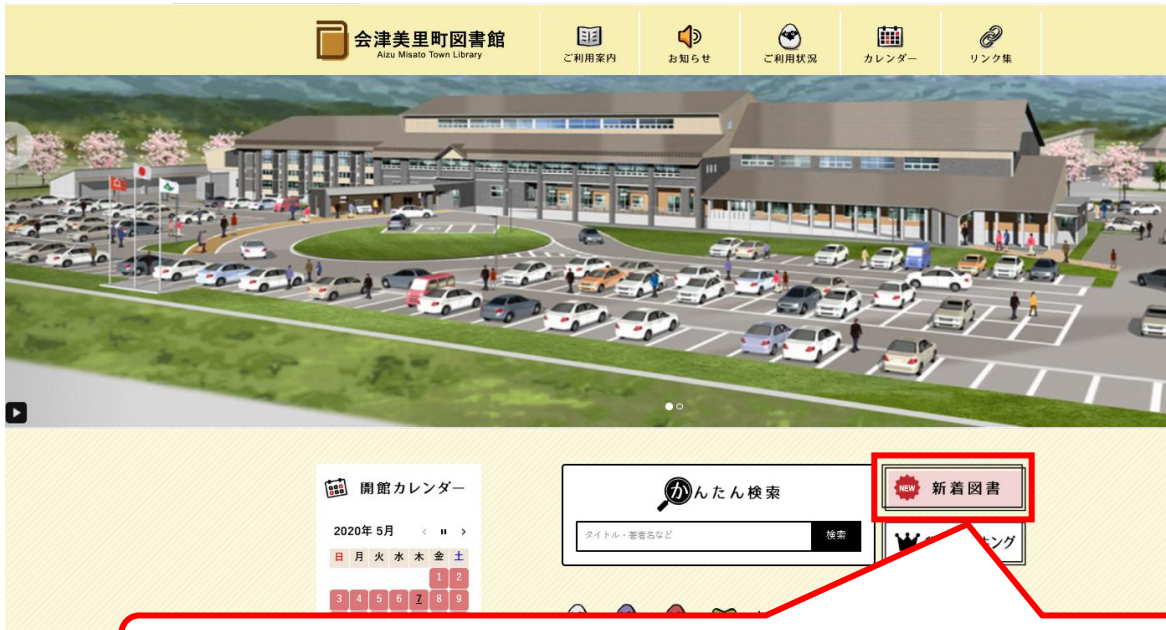 会津美里町図書館
Aizu Misato Town Library
ご利用案内
お知らせ
ご利用状況
カレンダー
リンク集
開館カレンダー
2020年 5月
日 月 火 水 木 金 土
1 2
3 4 5 6 7 8 9
かんたん検索
タイトル・著者名など
検索
NEW 新着図書
キング